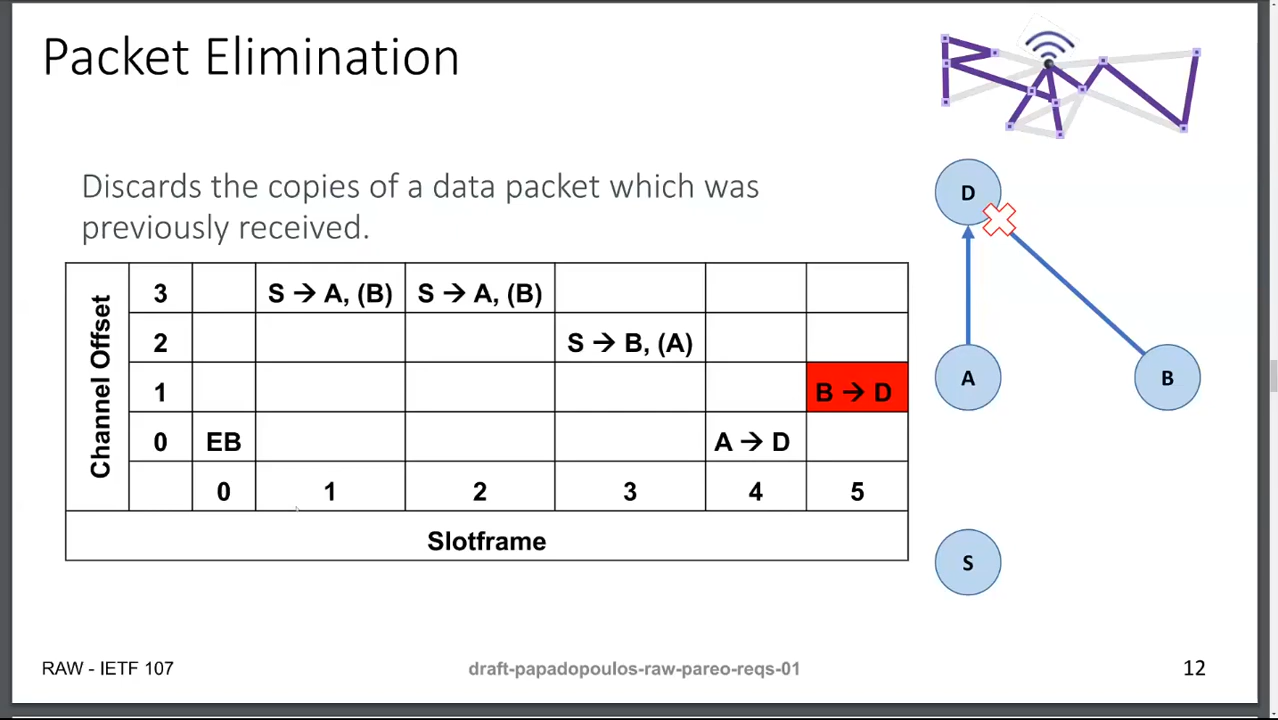 Packet Elimination
Discards the copies of a data packet which was
previously received.
Channel Offset
3 S → A, (B) S → A, (B)
2 S → B, (A)
1 B → D
0 EB A → D
0 1 2 3 4 5
Slotframe
D
A B
S
RAW - IETF 107 draft-papadopoulos-raw-pareo-reqs-01 12